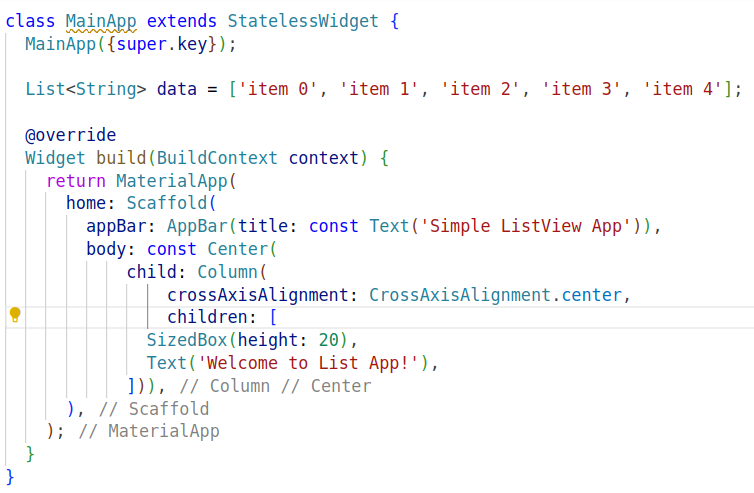 class MainApp extends StatelessWidget {
  MainApp({super.key});

  List<String> data = ['item 0', 'item 1', 'item 2', 'item 3', 'item 4'];

  @override
  Widget build(BuildContext context) {
    return MaterialApp(
      home: Scaffold(
        appBar: AppBar(title: const Text('Simple ListView App')),
        body: const Center(
            child: Column(
                crossAxisAlignment: CrossAxisAlignment.center,
                children: [
              SizedBox(height: 20),
              Text('Welcome to List App!'),
            ])), // Column // Center
      ), // Scaffold
    ); // MaterialApp
  }
}